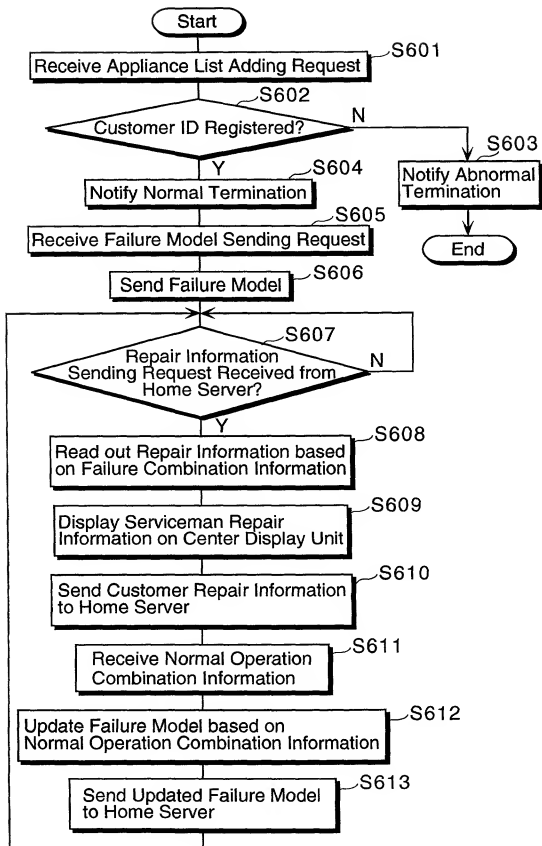 Start
S601
Receive Appliance List Adding Request
S602
Customer ID Registered?
N
Y
S603
Notify Abnormal
Termination
End
S604
Notify Normal Termination
S605
Receive Failure Model Sending Request
S606
Send Failure Model
S607
Repair Information
Sending Request Received from
Home Server?
N
Y
S608
Read out Repair Information based
on Failure Combination Information
S609
Display Serviceman Repair
Information on Center Display Unit
S610
Send Customer Repair Information
to Home Server
S611
Receive Normal Operation
Combination Information
S612
Update Failure Model based on
Normal Operation Combination Information
S613
Send Updated Failure Model
to Home Server